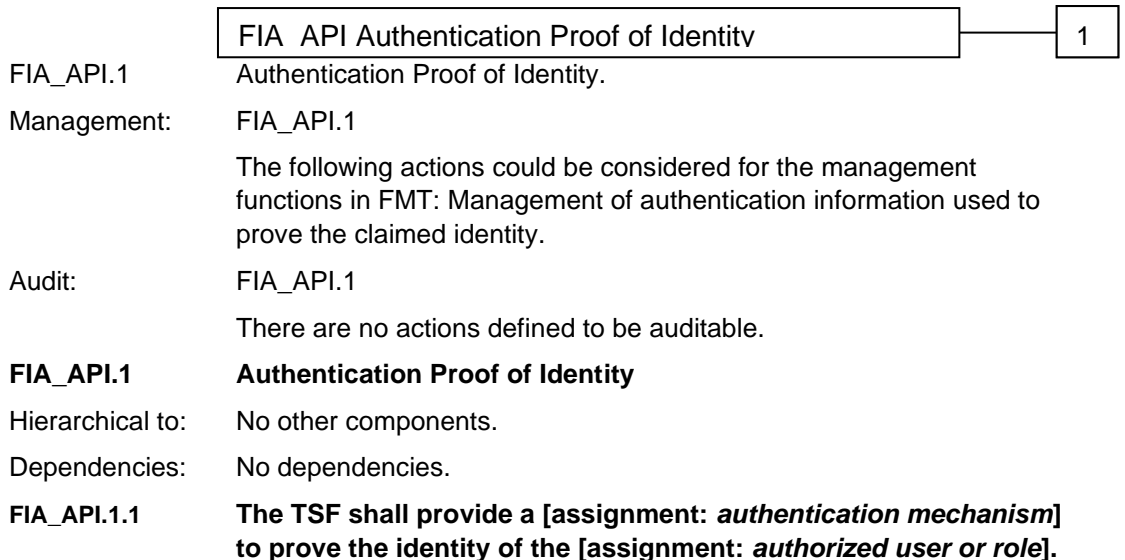 FIA_API Authentication Proof of Identity 1
FIA_API.1 Authentication Proof of Identity.
Management: FIA_API.1
The following actions could be considered for the management
functions in FMT: Management of authentication information used to
prove the claimed identity.
Audit: FIA_API.1
There are no actions defined to be auditable.
FIA_API.1 Authentication Proof of Identity
Hierarchical to: No other components.
Dependencies: No dependencies.
FIA_API.1.1 The TSF shall provide a [assignment: authentication mechanism]
to prove the identity of the [assignment: authorized user or role].